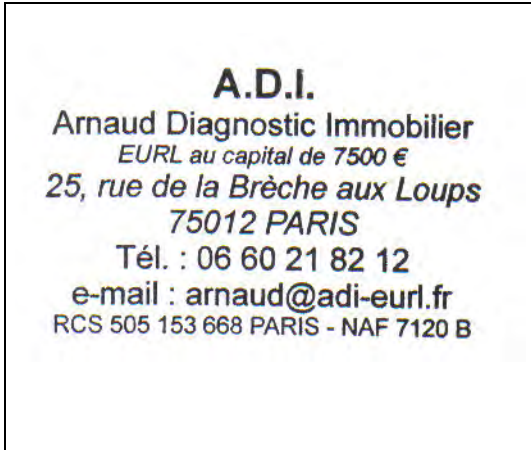 A.D.I.
Arnaud Diagnostic Immobilier
EURL au capital de 7500 €
25, rue de la Brèche aux Loups
75012 PARIS
Tél. : 06 60 21 82 12
e-mail : arnaud@adi-eurl.fr
RCS 505 153 668 PARIS - NAF 7120 B